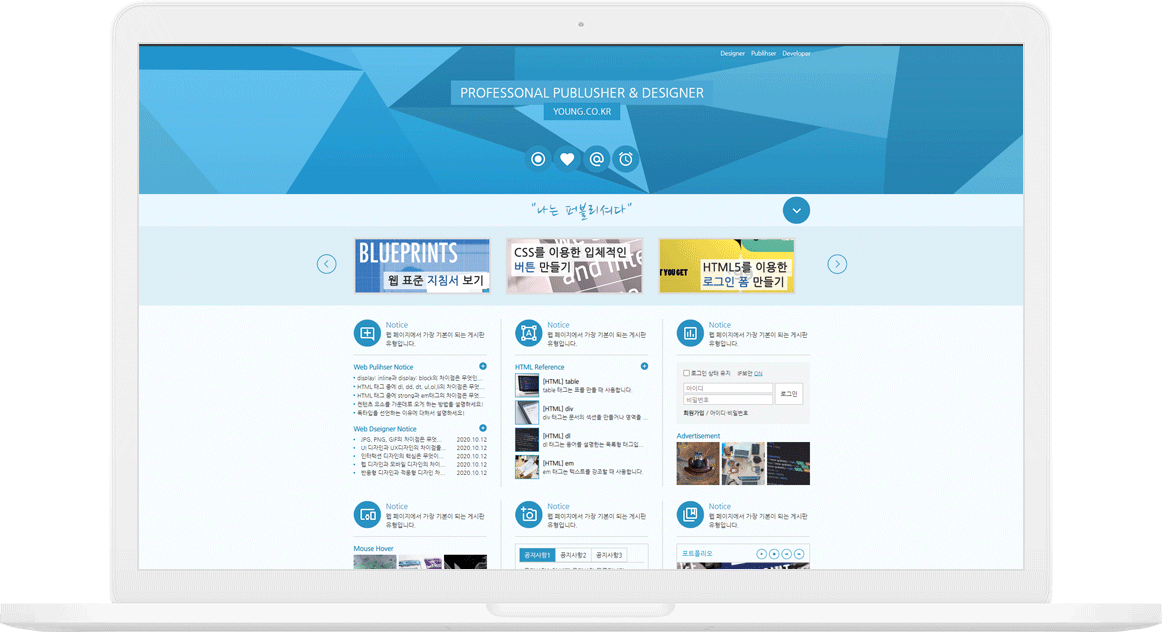 Designer Publihser Developer
PROFESSONAL PUBLUSHER & DESIGNER
YOUNG.CO.KR
"나는 퍼블리셔다"
BLUEPRINTS
웹 표준 지침서 보기
CSS를 이용한 입체적인
버튼 만들기
and inte
T YOU GET
HTML5를 이용한
로그인 폼 만들기
Notice
웹 페이지에서 가장 기본이 되는 게시판
유형입니다.
Notice
웹 페이지에서 가장 기본이 되는 게시판
유형입니다.
Notice
웹 페이지에서 가장 기본이 되는 게시판
유형입니다.
Web Pulihser Notice
display: inline과 display: block의 차이점은 무엇인...
HTML 태그 중에 dl, dd, dt, ul,ol,li의 차이점은 무엇...
HTML 태그 중에 strong과 em태그의 차이점은 무엇...
컨텐츠 요소를 가운데로 오게 하는 방법을 설명하세요!
독타입을 선언하는 이유에 대해서 설명하세요!
Web Dseigner Notice
JPG, PNG, GIF의 차이점은 무엇... 2020.10.12
UI 디자인과 UX디자인의 차이점을... 2020.10.12
인터랙션 디자인의 핵심은 무엇이... 2020.10.12
웹 디자인과 모바일 디자인의 차이... 2020.10.12
반응형 디자인과 적응형 디자인 차... 2020.10.12
HTML Reference
[HTML] table
table 태그는 표를 만들 때 사용합니다.
[HTML] div
div 태그는 문서의 섹션을 만들거나 영역을 ...
[HTML] dl
dl 태그는 용어를 설명한는 목록형 태그입...
[HTML] em
em 태그는 텍스트를 강조할 때 사용합니다.
로그인 상태 유지 IP보안 ON
아이디
비밀번호
로그인
회원가입 / 아이디·비밀번호
Advertisement
Notice
웹 페이지에서 가장 기본이 되는 게시판
유형입니다.
Notice
웹 페이지에서 가장 기본이 되는 게시판
유형입니다.
Notice
웹 페이지에서 가장 기본이 되는 게시판
유형입니다.
Mouse Hover
공지사항1 공지사항2 공지사항3
포트폴리오